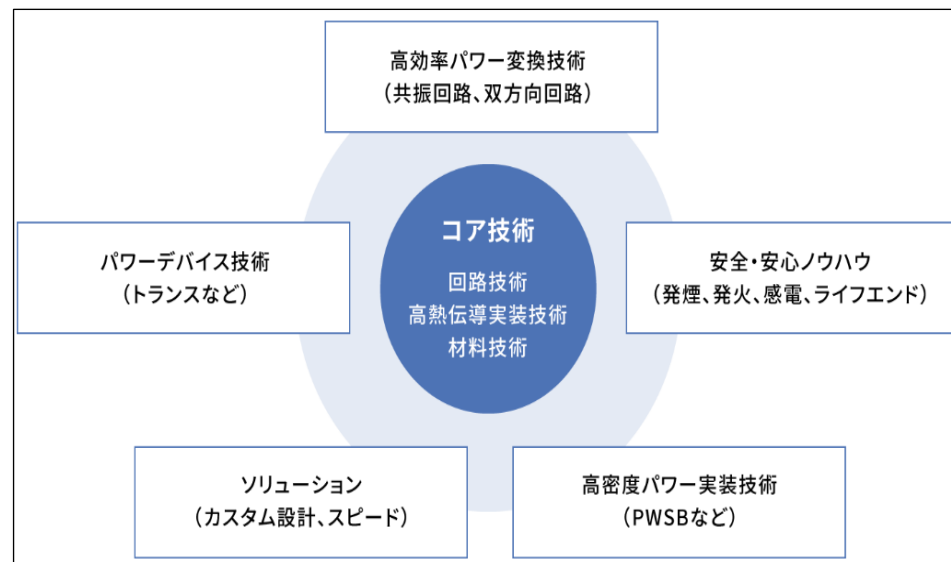 高効率パワー変換技術
（共振回路、双方向回路）
コア技術
回路技術
高熱伝導実装技術
材料技術
パワーデバイス技術
（トランスなど）
安全・安心ノウハウ
（発煙、発火、感電、ライフエンド）
ソリューション
（カスタム設計、スピード）
高密度パワー実装技術
（PWSBなど）